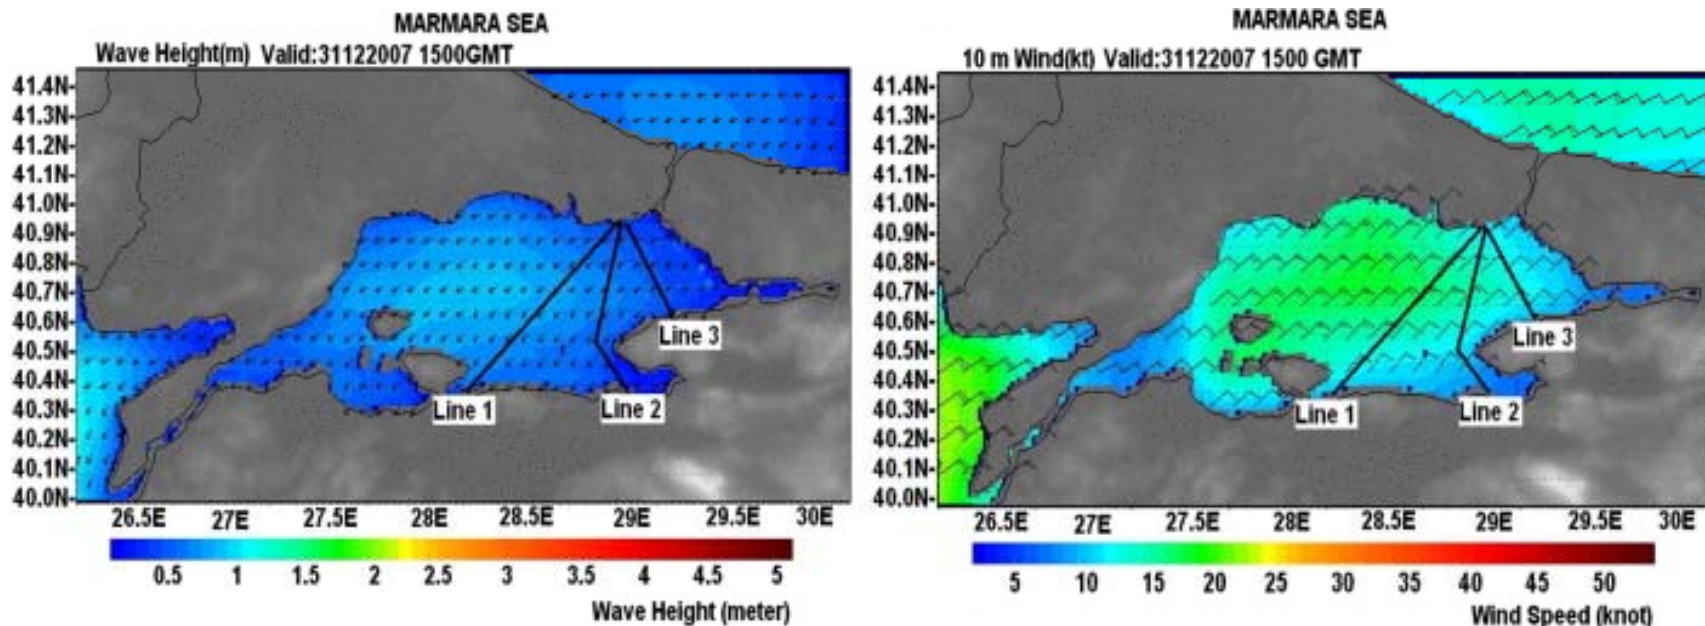 MARMARA SEA
Wave Height(m) Valid:31122007 1500GMT
41.4N
41.3N
41.2N
41.1N
41.0N
40.9N
40.8N
40.7N
40.6N
40.5N
40.4N
40.3N
40.2N
40.1N
40.0N
Line 3
Line 1
Line 2
26.5E 27E 27.5E 28E 28.5E 29E 29.5E 30E
0.5 1 1.5 2 2.5 3 3.5 4 4.5 5
Wave Height (meter)
MARMARA SEA
10 m Wind(kt) Valid:31122007 1500 GMT
41.4N
41.3N
41.2N
41.1N
41.0N
40.9N
40.8N
40.7N
40.6N
40.5N
40.4N
40.3N
40.2N
40.1N
40.0N
Line 3
Line 1
Line 2
26.5E 27E 27.5E 28E 28.5E 29E 29.5E 30E
5 10 15 20 25 30 35 40 45 50
Wind Speed (knot)